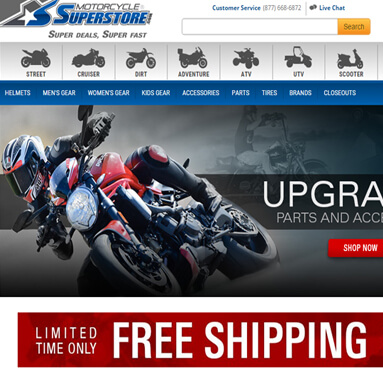 MOTORCYCLE
SUPERSTORE!
SUPER DEALS, SUPER FAST
Customer Service (877) 668-6872 Live Chat
Search
STREET CRUISER DIRT ADVENTURE ATV UTV SCOOTER
HELMETS MEN'S GEAR WOMEN'S GEAR KIDS GEAR ACCESSORIES PARTS TIRES BRANDS CLOSEOUTS
UPGRA
PARTS AND ACCE
SHOP NOW
LIMITED
TIME ONLY
FREE SHIPPING